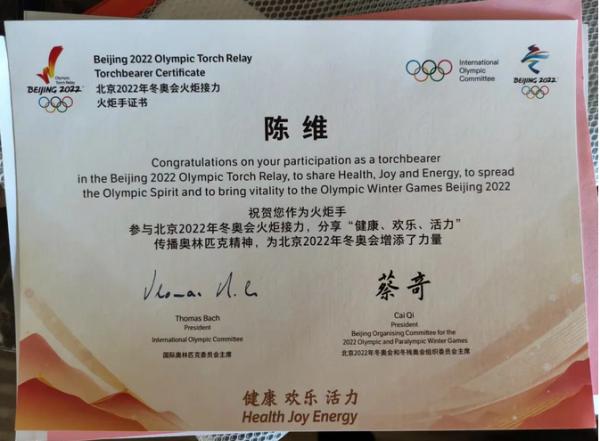 Beijing 2022 Olympic Torch Relay
Torchbearer Certificate
北京2022年冬奥会火炬接力
火炬手证书
Olympic
Torch
Relay
BEIJING 2022
International
Olympic
Committee
BEIJING 2022
陈维
Congratulations on your participation as a torchbearer
in the Beijing 2022 Olympic Torch Relay, to share Health, Joy and Energy, to spread
the Olympic Spirit and to bring vitality to the Olympic Winter Games Beijing 2022
祝贺您作为火炬手
参与北京2022年冬奥会火炬接力，分享“健康、欢乐、活力”
传播奥林匹克精神，为北京2022年冬奥会增添了力量
蔡奇
Thomas Bach
President
International Olympic Committee
国际奥林匹克委员会主席
Cai Qi
President
Beijing Organising Committee for the
2022 Olympic and Paralympic Winter Games
北京2022年冬奥会和冬残奥会组织委员会主席
健康 欢乐 活力
Health Joy Energy